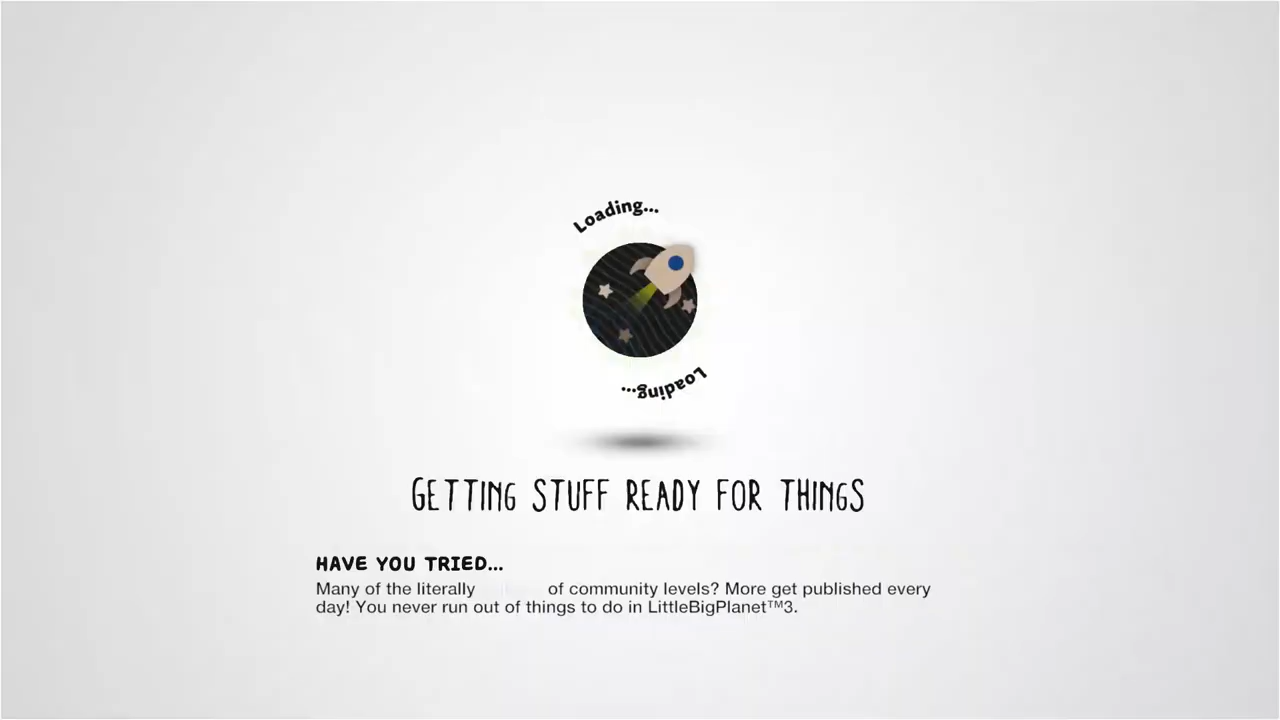 Loading...
Loading...
GETTING STUFF READY FOR THINGS
HAVE YOU TRIED...
Many of the literally of community levels? More get published every
day! You never run out of things to do in LittleBigPlanet™3.